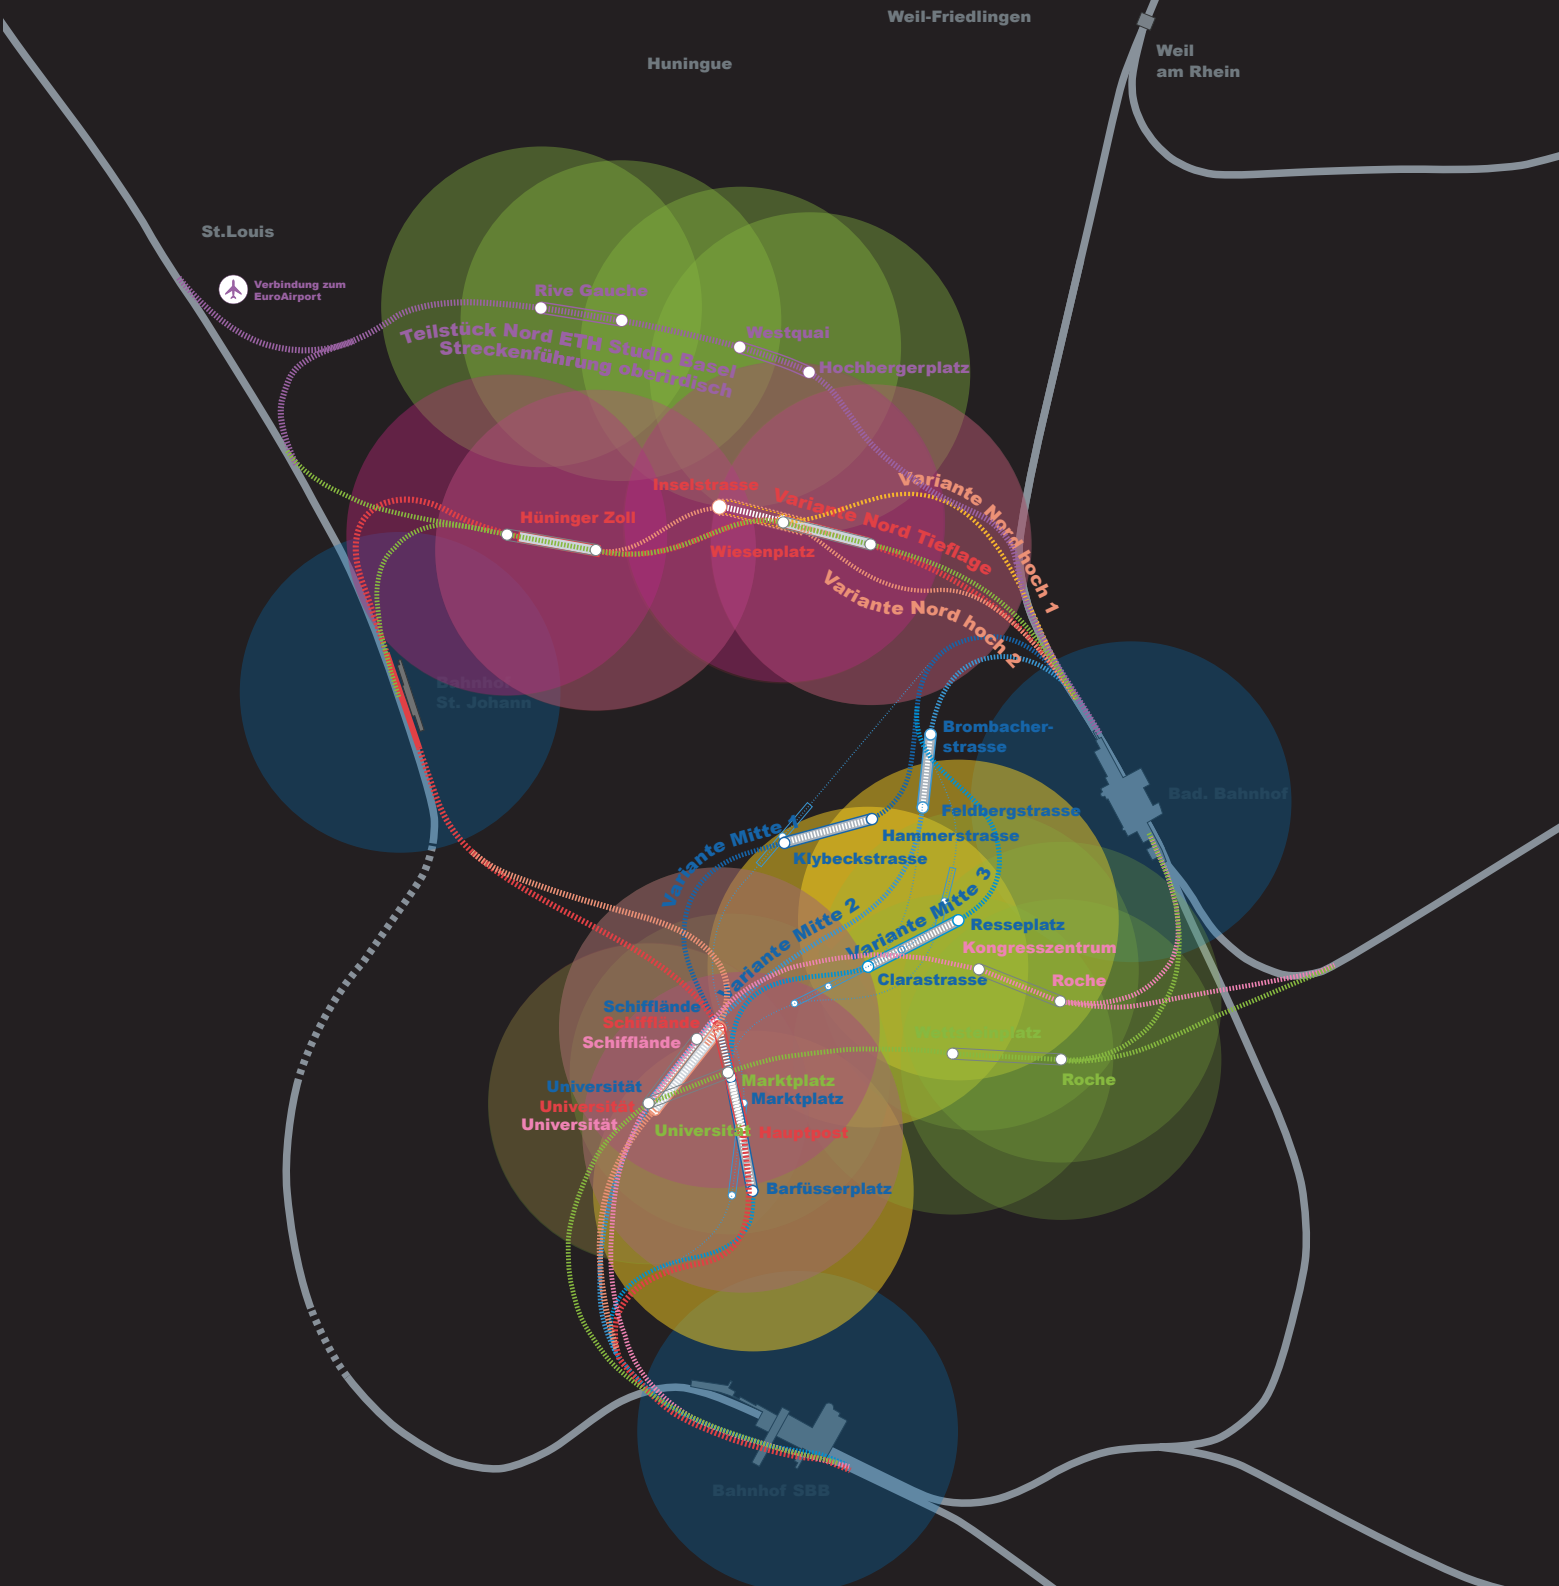 Weil-Friedlingen
Weil
am Rhein
Huningue
St.Louis
Verbindung zum
EuroAirport
Rive Gauche
Westquai
Hochbergerplatz
Teilstück Nord ETH Studio Basel
Streckenführung oberirdisch
Variante Nord hoch 1
Inselstrasse
Variante Nord Tieflage
Hüninger Zoll
Wiesenplatz
Variante Nord hoch 2
Bahnhof
St. Johann
Brombacher-
strasse
Bad. Bahnhof
Feldbergstrasse
Variante Mitte 1
Hammerstrasse
Klybeckstrasse
Variante Mitte 3
Variante Mitte 2
Resseplatz
Kongresszentrum
Clarastrasse
Roche
Schifflände
Schifflände
Schifflände
Roche
Marktplatz
Universität
Marktplatz
Universität
Universität
Universität
Hauptpost
Barfüsserplatz
Bahnhof SBB